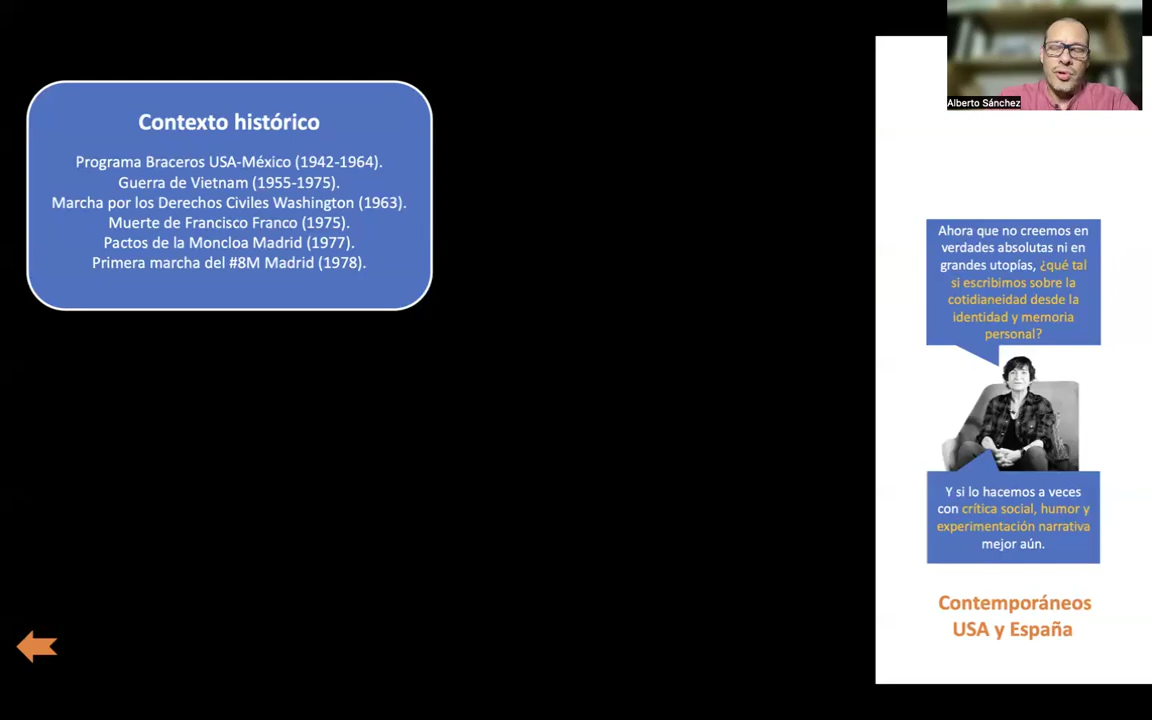 Alberto Sánchez
Contexto histórico
Programa Braceros USA-México (1942-1964).
Guerra de Vietnam (1955-1975).
Marcha por los Derechos Civiles Washington (1963).
Muerte de Francisco Franco (1975).
Pactos de la Moncloa Madrid (1977).
Primera marcha del #8M Madrid (1978).
Ahora que no creemos en
verdades absolutas ni en
grandes utopías, ¿qué tal
si escribimos sobre la
cotidianeidad desde la
identidad y memoria
personal?
Y si lo hacemos a veces
con crítica social, humor y
experimentación narrativa
mejor aún.
Contemporáneos
USA y España